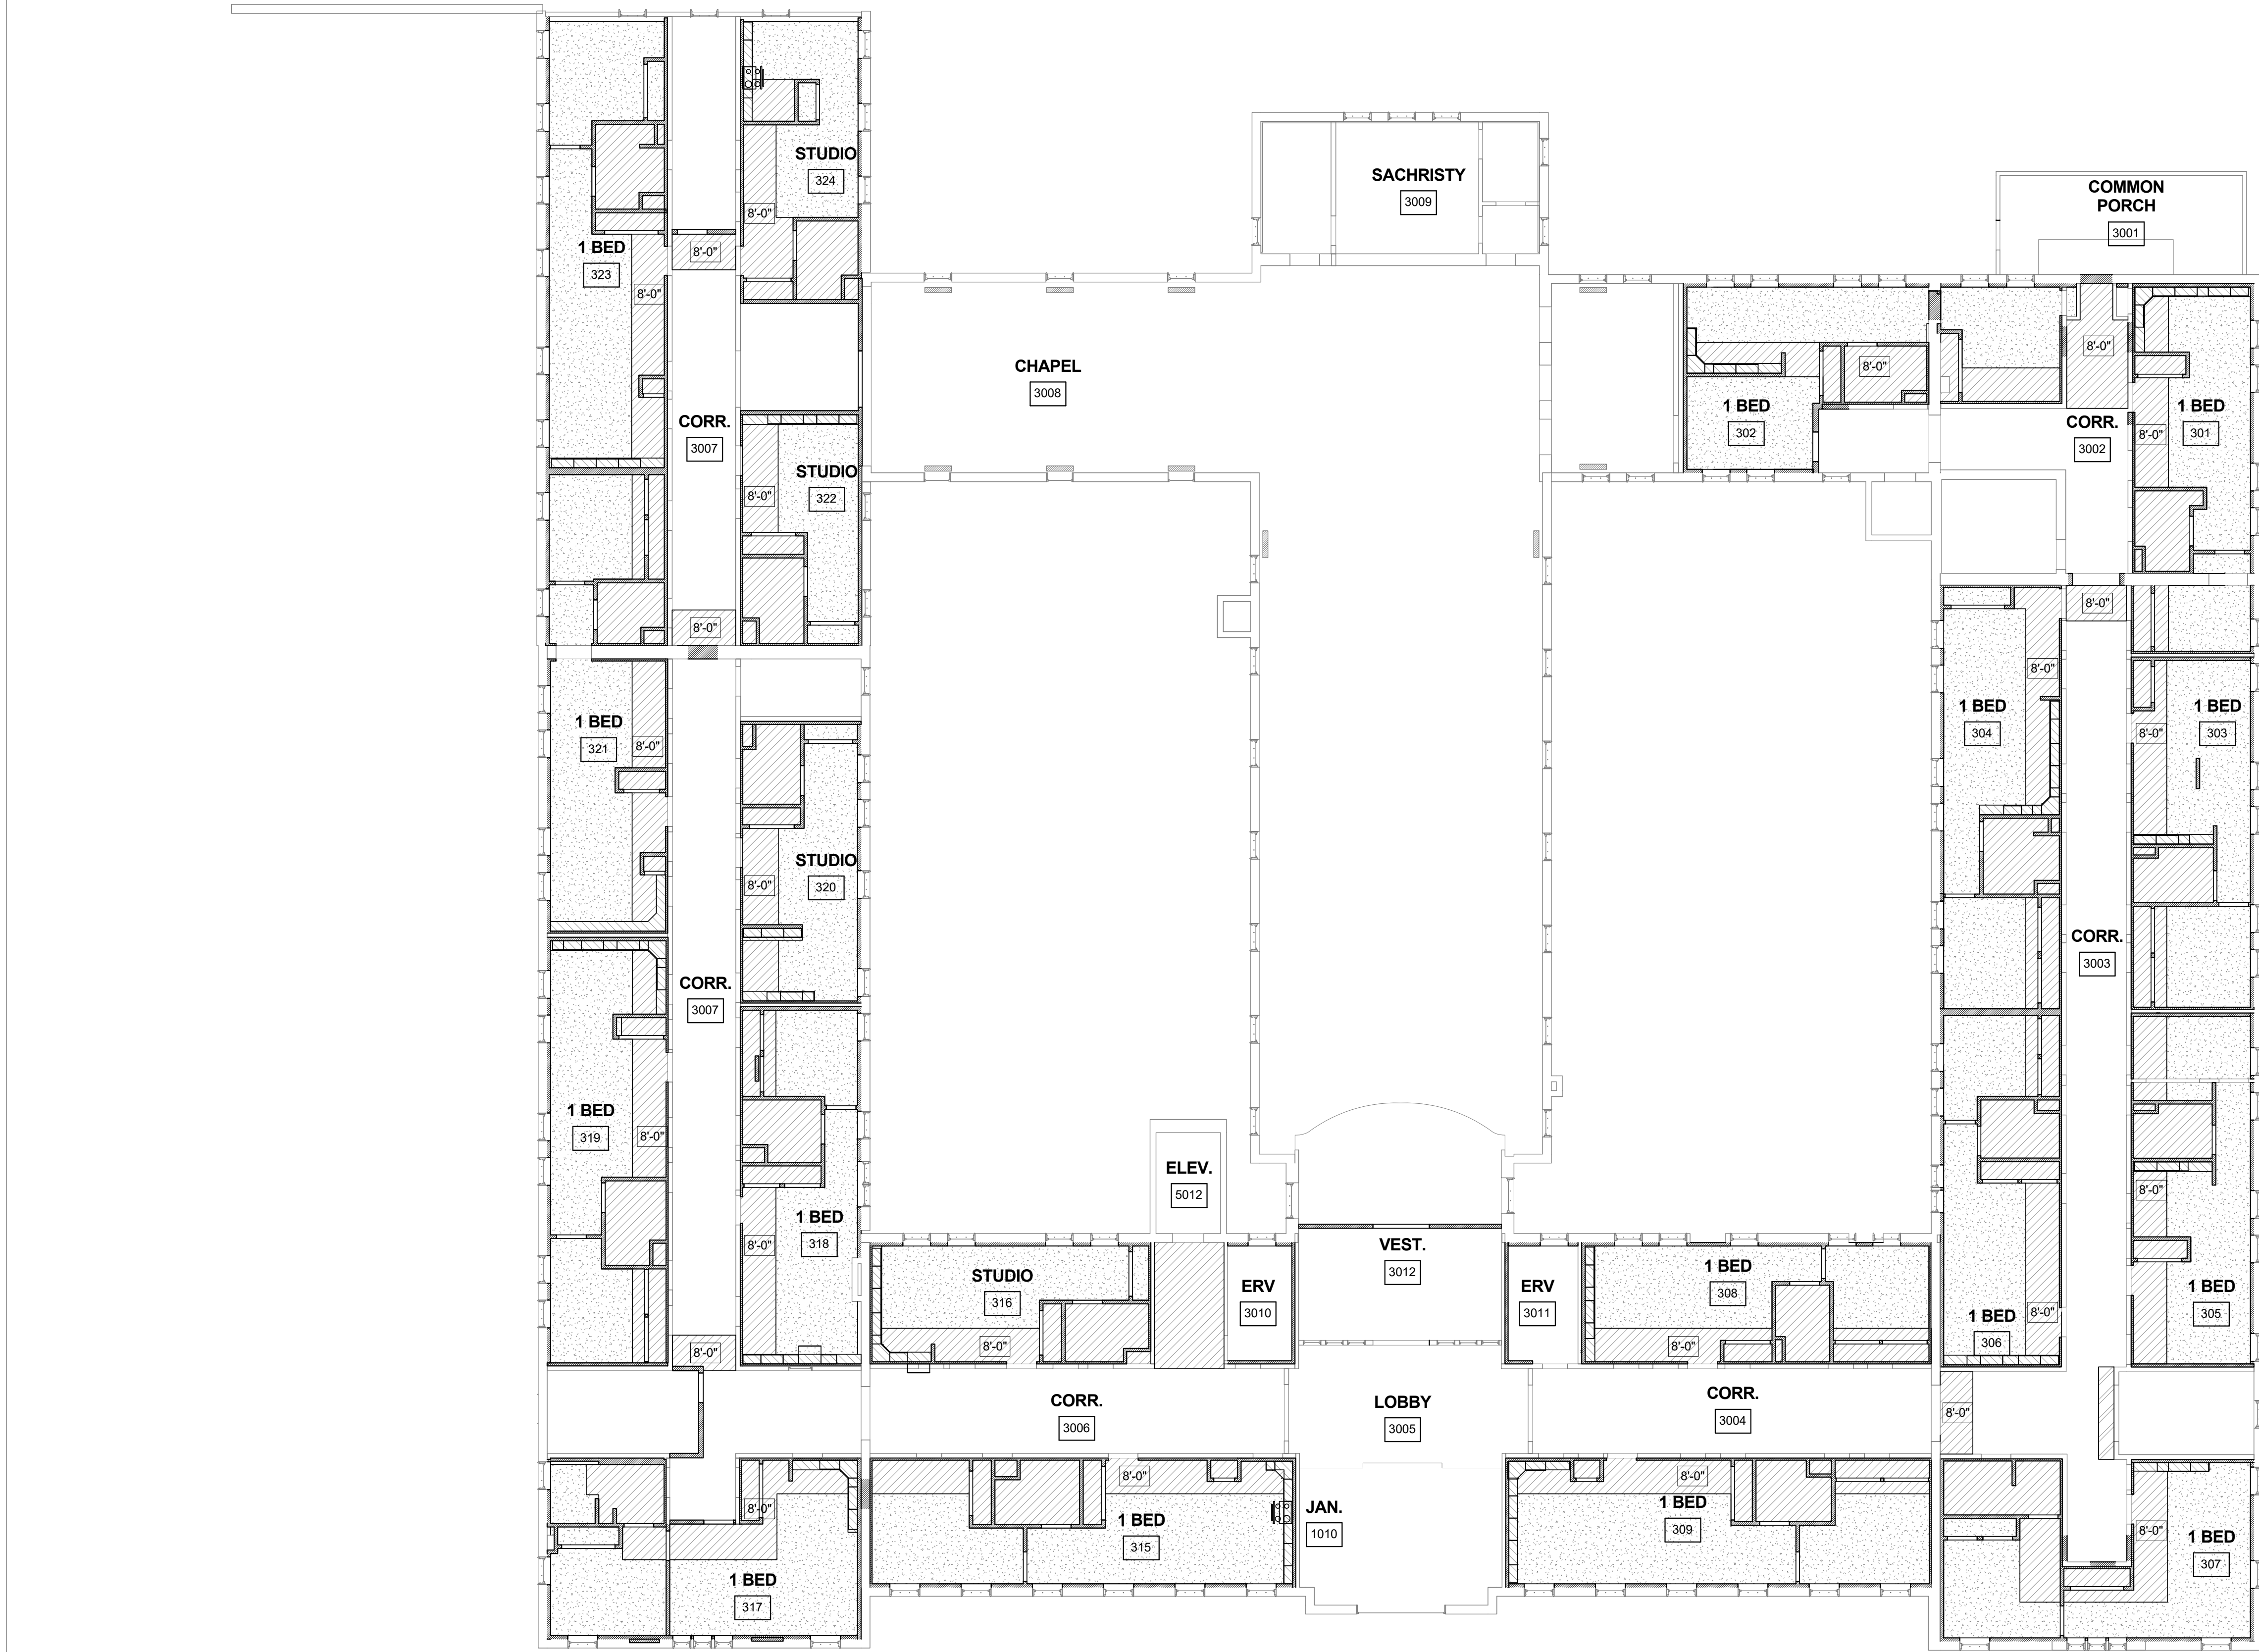 STUDIO
324
8'-0"
8'-0"
1 BED
323
8'-0"
SACHRISTY
3009
COMMON
PORCH
3001
CHAPEL
3008
CORR.
3007
STUDIO
322
8'-0"
8'-0"
1 BED
302
8'-0"
8'-0"
CORR.
3002
1 BED
301
8'-0"
8'-0"
8'-0"
1 BED
304
8'-0"
1 BED
303
1 BED
321
8'-0"
STUDIO
320
8'-0"
CORR.
3007
CORR.
3003
1 BED
319
8'-0"
1 BED
318
8'-0"
8'-0"
ELEV.
5012
STUDIO
316
8'-0"
ERV
3010
VEST.
3012
ERV
3011
1 BED
308
8'-0"
1 BED
306
8'-0"
8'-0"
1 BED
305
CORR.
3006
LOBBY
3005
CORR.
3004
8'-0"
8'-0"
1 BED
317
8'-0"
1 BED
315
JAN.
1010
8'-0"
1 BED
309
8'-0"
1 BED
307